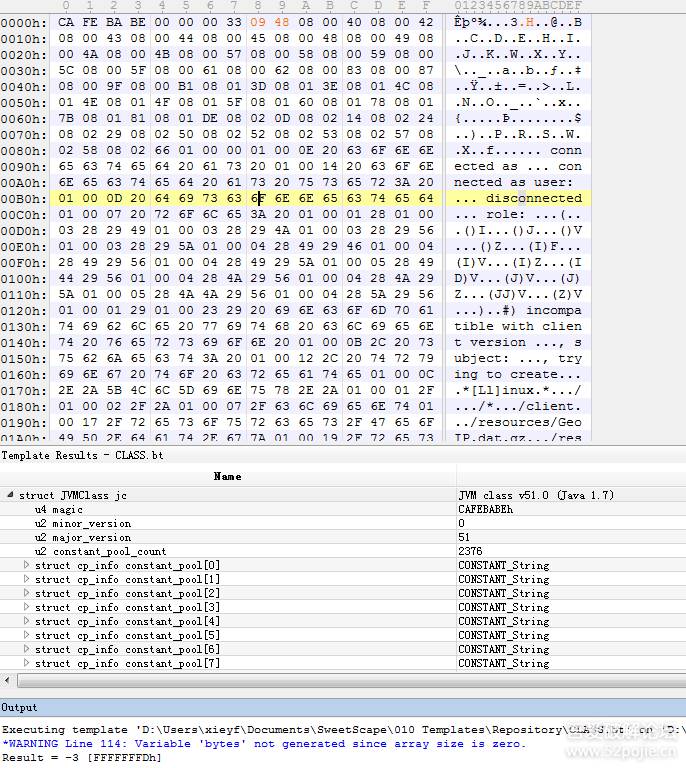 0 1 2 3 4 5 6 7 8 9 A B C D E F 0123456789ABCDEF
0000h: CA FE BA BE 00 00 00 33 09 48 08 00 40 08 00 42 Êþº¾...3.H..@..B
0010h: 08 00 43 08 00 44 08 00 45 08 00 48 08 00 49 08 ..C..D..E..H..I.
0020h: 00 4A 08 00 4B 08 00 57 08 00 58 08 00 59 08 00 .J..K..W..X..Y..
0030h: 5C 08 00 5F 08 00 61 08 00 62 08 00 83 08 00 87 \.._..a..b..ƒ..‡
0040h: 08 00 9F 08 00 B1 08 01 3D 08 01 3E 08 01 4C 08 ..Ÿ..±..=..>..L.
0050h: 01 4E 08 01 4F 08 01 5F 08 01 60 08 01 78 08 01 .N..O.._..`..x..
0060h: 7B 08 01 81 08 01 DE 08 02 0D 08 02 14 08 02 24 {.....Þ........$
0070h: 08 02 29 08 02 50 08 02 52 08 02 53 08 02 57 08 ..)..P..R..S..W.
0080h: 02 58 08 02 66 01 00 00 01 00 0E 20 63 6F 6E 6E .X..f...... conn
0090h: 65 63 74 65 64 20 61 73 20 01 00 14 20 63 6F 6E ected as ... con
00A0h: 6E 65 63 74 65 64 20 61 73 20 75 73 65 72 3A 20 nected as user:
00B0h: 01 00 0D 20 64 69 73 63 6F 6E 6E 65 63 74 65 64 ... disconnected
00C0h: 01 00 07 20 72 6F 6C 65 3A 20 01 00 01 28 01 00 ... role: ...(..
00D0h: 03 28 29 49 01 00 03 28 29 4A 01 00 03 28 29 56 .()I...()J...()V
00E0h: 01 00 03 28 29 5A 01 00 04 28 49 29 46 01 00 04 ...()Z...(I)F...
00F0h: 28 49 29 56 01 00 04 28 49 29 5A 01 00 05 28 49 (I)V...(I)Z...(I
0100h: 44 29 56 01 00 04 28 4A 29 56 01 00 04 28 4A 29 D)V...(J)V...(J)
0110h: 5A 01 00 05 28 4A 4A 29 56 01 00 04 28 5A 29 56 Z...(JJ)V...(Z)V
0120h: 01 00 01 29 01 00 23 29 20 69 6E 63 6F 6D 70 61 ...)..#) incompa
0130h: 74 69 62 6C 65 20 77 69 74 68 20 63 6C 69 65 6E tible with clien
0140h: 74 20 76 65 72 73 69 6F 6E 20 01 00 0B 2C 20 73 t version ..., s
0150h: 75 62 6A 65 63 74 3A 20 01 00 12 2C 20 74 72 79 ubject: ..., try
0160h: 69 6E 67 20 74 6F 20 63 72 65 61 74 65 01 00 0C ing to create...
0170h: 2E 2A 5B 4C 6C 5D 69 6E 75 78 2E 2A 01 00 01 2F .*[Ll]inux.*.../
0180h: 01 00 02 2F 2A 01 00 07 2F 63 6C 69 65 6E 74 01 .../*.../client.
0190h: 00 17 2F 72 65 73 6F 75 72 63 65 73 2F 47 65 6F ../resources/Geo
01A0h: 49 50 2E 64 61 74 2E 67 7A 01 00 19 2F 72 65 73 IP.dat.gz.../res
Template Results - CLASS.bt
Name
struct JVMClass jc JVM class v51.0 (Java 1.7)
u4 magic CAFEBABEh
u2 minor_version 0
u2 major_version 51
u2 constant_pool_count 2376
struct cp_info constant_pool[0] CONSTANT_String
struct cp_info constant_pool[1] CONSTANT_String
struct cp_info constant_pool[2] CONSTANT_String
struct cp_info constant_pool[3] CONSTANT_String
struct cp_info constant_pool[4] CONSTANT_String
struct cp_info constant_pool[5] CONSTANT_String
struct cp_info constant_pool[6] CONSTANT_String
struct cp_info constant_pool[7] CONSTANT_String
Output
Executing template 'D:\Users\xieyf\Documents\SweetScape\010 Templates\Repository\CLASS.bt' on 'D:\
*WARNING Line 114: Variable 'bytes' not generated since array size is zero.
Result = -3 [FFFFFFFDh]
吾爱破解论坛
www.52pojie.cn